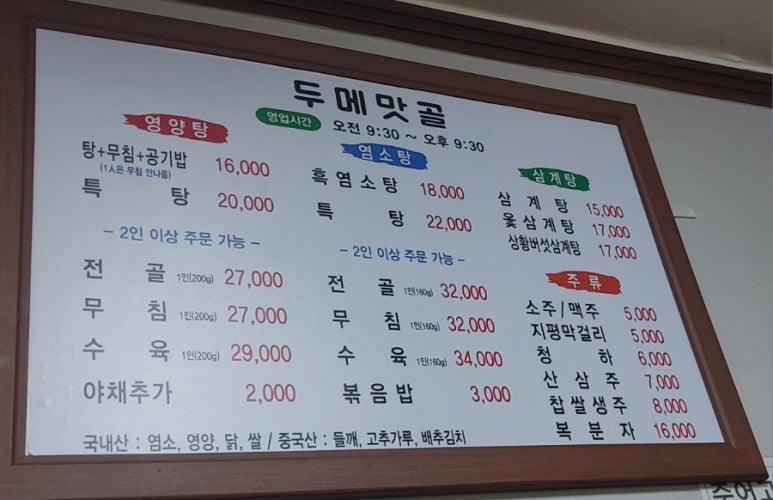 두메맛골
영업시간 오전 9:30 ~ 오후 9:30
영양탕
탕+무침+공기밥 16,000
(1인은 무침 안나옴)
특 탕 20,000
- 2인 이상 주문 가능 -
전 골 1인(200g) 27,000
무 침 1인(200g) 27,000
수 육 1인(200g) 29,000
야채추가 2,000
염소탕
흑염소탕 18,000
특 탕 22,000
- 2인 이상 주문 가능 -
전 골 1인(160g) 32,000
무 침 1인(160g) 32,000
수 육 1인(160g) 34,000
볶음밥 3,000
삼계탕
삼 계 탕 15,000
옻삼계탕 17,000
상황버섯삼계탕 17,000
주 류
소주/맥주 5,000
지평막걸리 5,000
청 하 6,000
산 삼 주 7,000
찹쌀생주 8,000
복 분 자 16,000
국내산 : 염소, 영양, 닭, 쌀 / 중국산 : 들깨, 고추가루, 배추김치